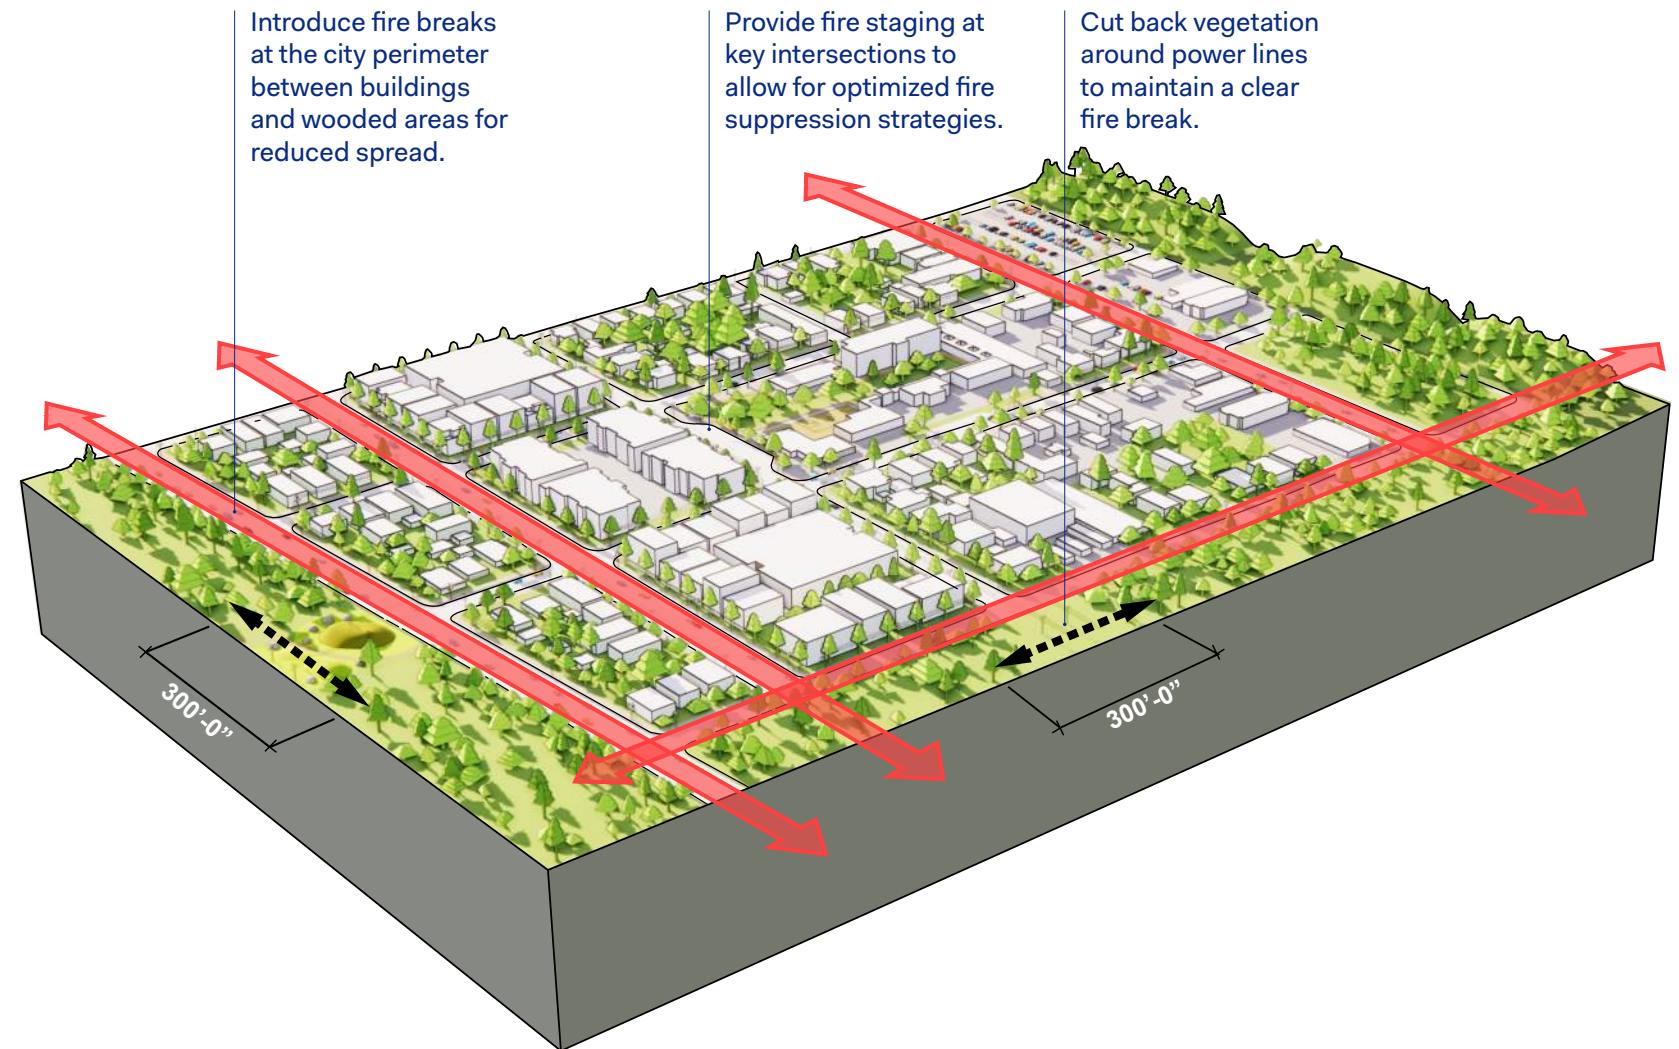 Introduce fire breaks
at the city perimeter
between buildings
and wooded areas for
reduced spread.
Provide fire staging at
key intersections to
allow for optimized fire
suppression strategies.
Cut back vegetation
around power lines
to maintain a clear
fire break.
300’-0”
300’-0”